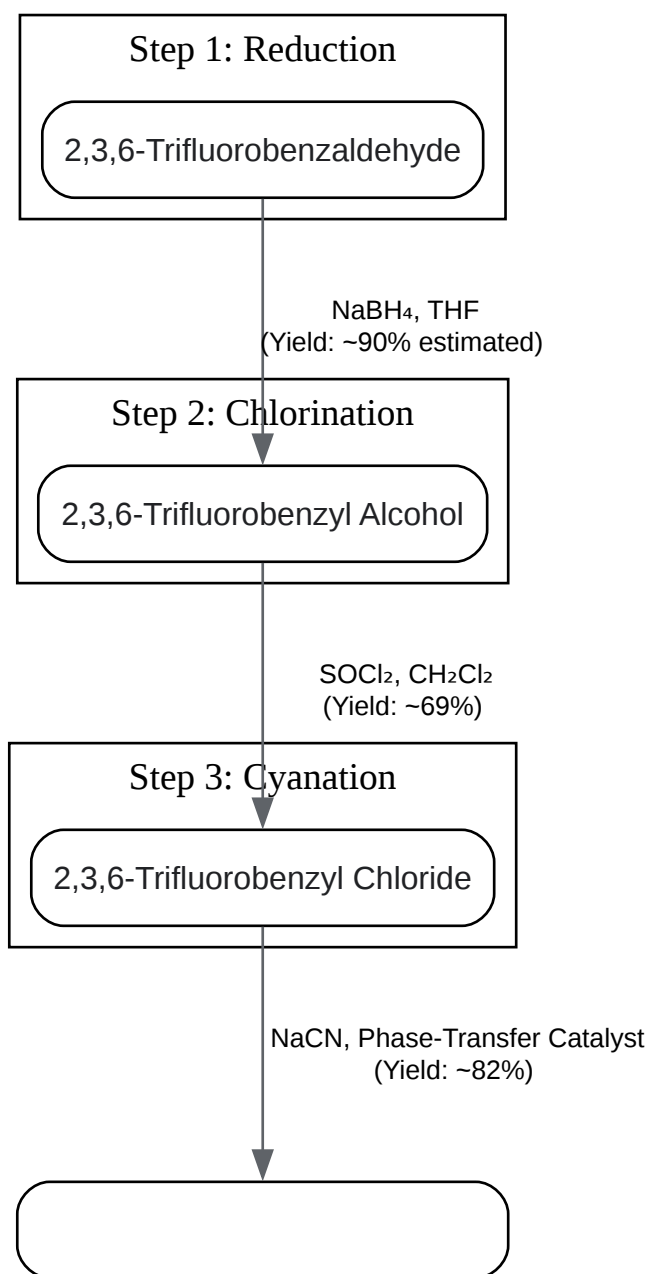 Step 1: Reduction
2,3,6-Trifluorobenzaldehyde
NaBH₄, THF
(Yield: ~90% estimated)
Step 2: Chlorination
2,3,6-Trifluorobenzyl Alcohol
SOCl₂, CH₂Cl₂
(Yield: ~69%)
Step 3: Cyanation
2,3,6-Trifluorobenzyl Chloride
NaCN, Phase-Transfer Catalyst
(Yield: ~82%)